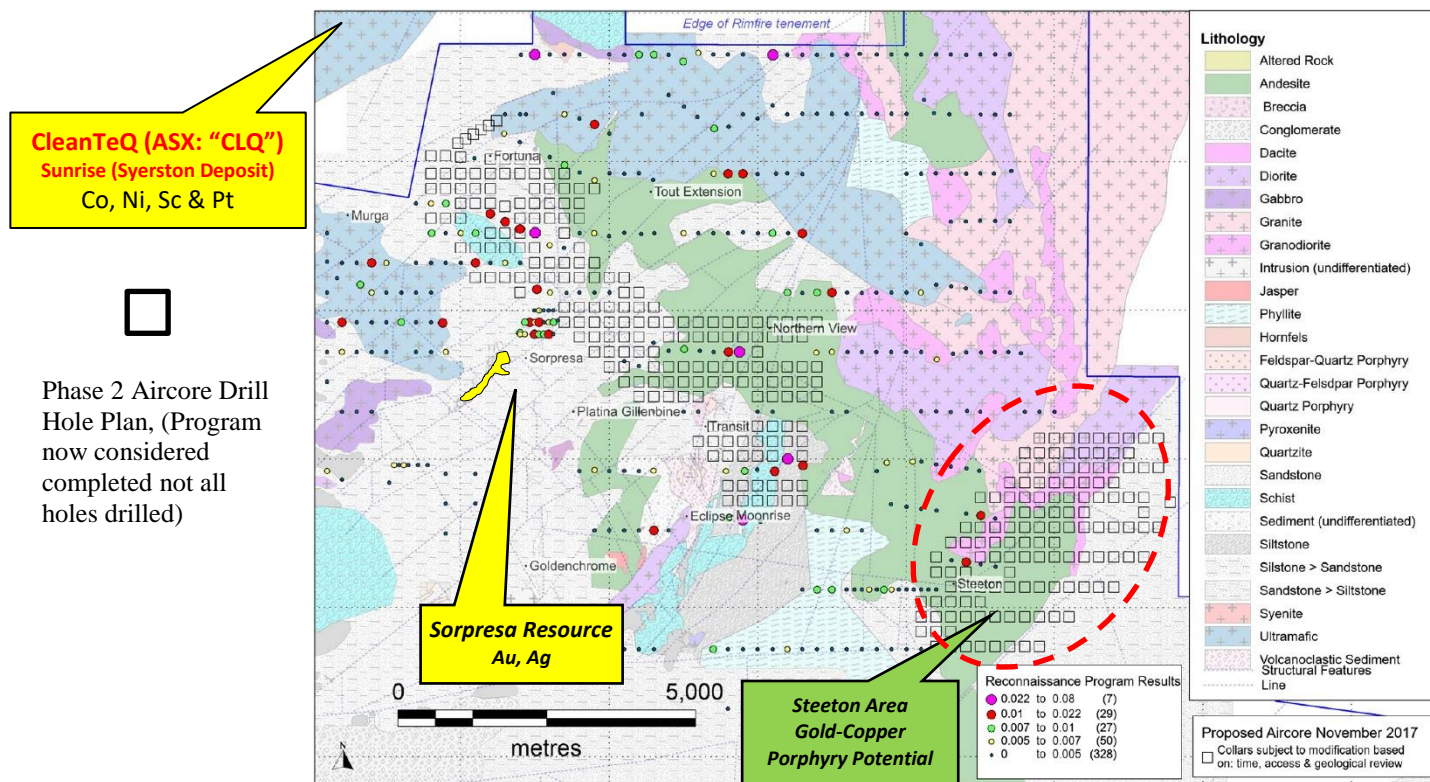 CleanTeQ (ASX: “CLQ”)
Sunrise (Syerston Deposit)
Co, Ni, Sc & Pt
Phase 2 Aircore Drill
Hole Plan, (Program
now considered
completed not all
holes drilled)
Edge of Rimfire tenement
Fortuna
Tout Extension
Murga
Northern View
Sorpresa
Platina Gillenbine
Transit
Eclipse Moonrise
Goldenchrome
Steeton
Sorpresa Resource
Au, Ag
Steeton Area
Gold-Copper
Porphyry Potential
0 5,000
metres
N
Reconnaissance Program Results
0.022 to 0.08 (7)
0.01 to 0.022 (29)
0.007 to 0.01 (27)
0.005 to 0.007 (50)
0 to 0.005 (328)
Lithology
Altered Rock
Andesite
Breccia
Conglomerate
Dacite
Diorite
Gabbro
Granite
Granodiorite
Intrusion (undifferentiated)
Jasper
Phyllite
Hornfels
Feldspar-Quartz Porphyry
Quartz-Felsdpar Porphyry
Quartz Porphyry
Pyroxenite
Quartzite
Sandstone
Schist
Sediment (undifferentiated)
Siltstone
Silstone > Sandstone
Sandstone > Siltstone
Syenite
Ultramafic
Volcanoclastic Sediment
Structural Features
Line
Proposed Aircore November 2017
Collars subject to modification based
on: time, access & geological review